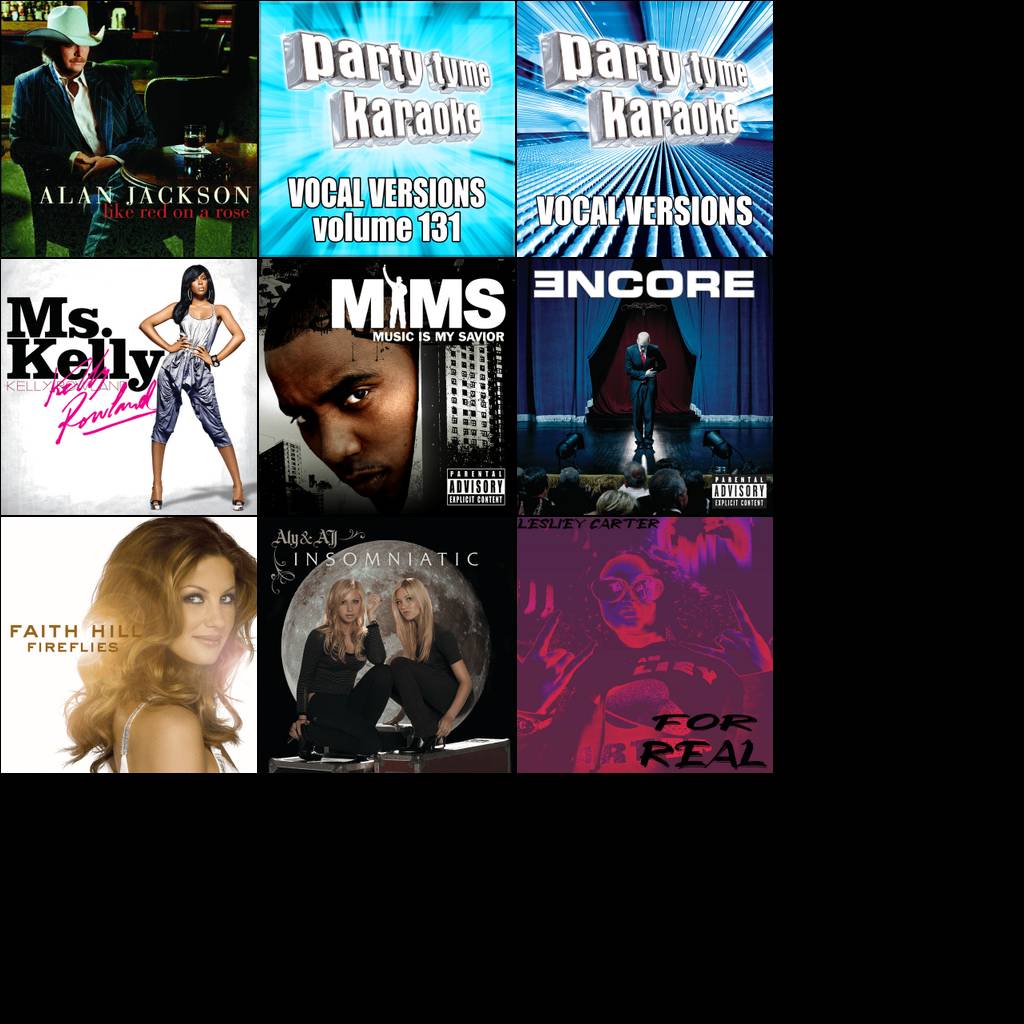 ALAN JACKSON
like red on a rose
party tyme
karaoke
VOCAL VERSIONS
volume 131
party tyme
karaoke
VOCAL VERSIONS
Ms.
Kelly
KELLY ROWLAND
Kelly
Rowland
MIMS
MUSIC IS MY SAVIOR
PARENTAL
ADVISORY
EXPLICIT CONTENT
ƎNCORE
PARENTAL
ADVISORY
EXPLICIT CONTENT
FAITH HILL
FIREFLIES
Aly & AJ
INSOMNIATIC
LESLIEY CARTER
FOR
REAL